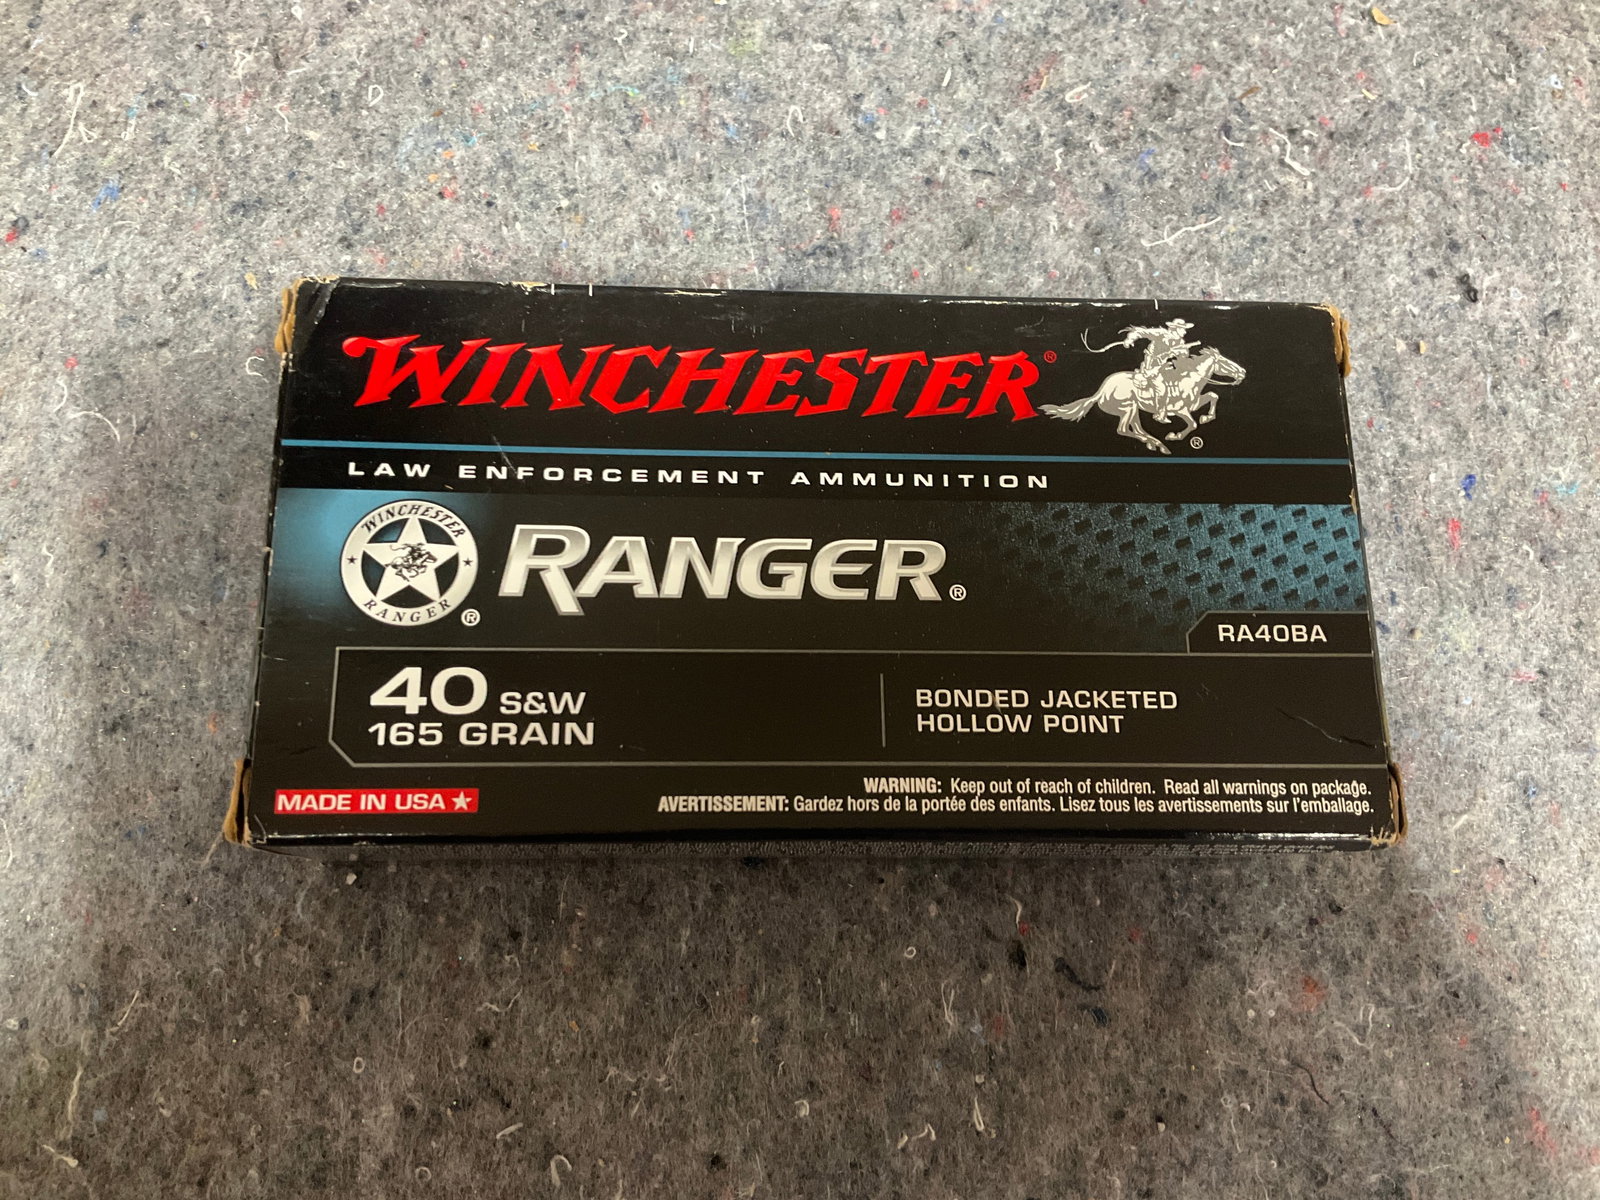 WINCHESTER®
®
LAW ENFORCEMENT AMMUNITION
WINCHESTER
RANGER
®
RANGER®
RA40BA
40 S&W
165 GRAIN
BONDED JACKETED
HOLLOW POINT
MADE IN USA
WARNING: Keep out of reach of children. Read all warnings on package.
AVERTISSEMENT: Gardez hors de la portée des enfants. Lisez tous les avertissements sur l'emballage.